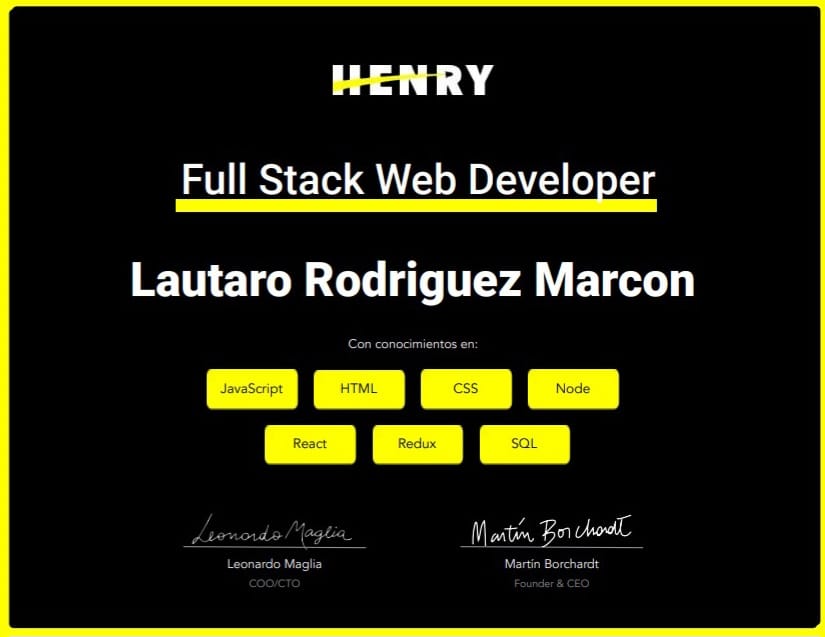 HENRY
Full Stack Web Developer
Lautaro Rodriguez Marcon
Con conocimientos en:
JavaScript HTML CSS Node
React Redux SQL
Leonardo Maglia Martín Borchardt
Leonardo Maglia Martín Borchardt
COO/CTO Founder & CEO